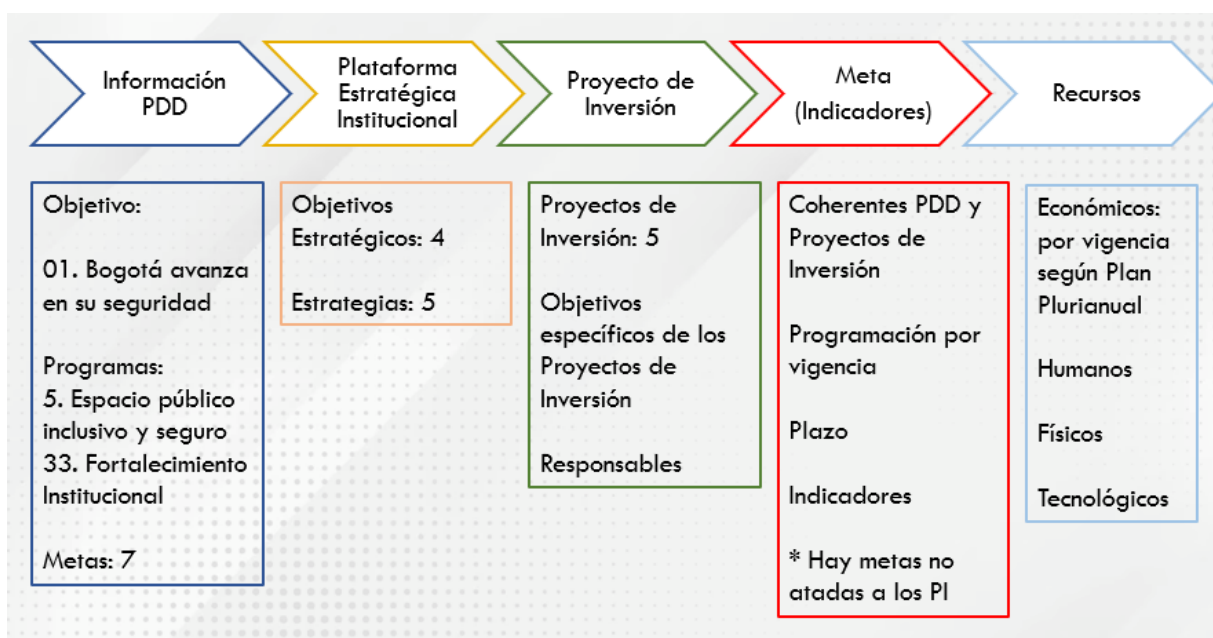 Información
PDD
Plataforma
Estratégica
Institucional
Proyecto de
Inversión
Meta
(Indicadores)
Recursos
Objetivo:
01. Bogotá avanza
en su seguridad
Programas:
5. Espacio público
inclusivo y seguro
33. Fortalecimiento
Institucional
Metas: 7
Objetivos
Estratégicos: 4
Estrategias: 5
Proyectos de
Inversión: 5
Objetivos
específicos de los
Proyectos de
Inversión
Responsables
Coherentes PDD y
Proyectos de
Inversión
Programación por
vigencia
Plazo
Indicadores
* Hay metas no
atadas a los PI
Económicos:
por vigencia
según Plan
Plurianual
Humanos
Físicos
Tecnológicos